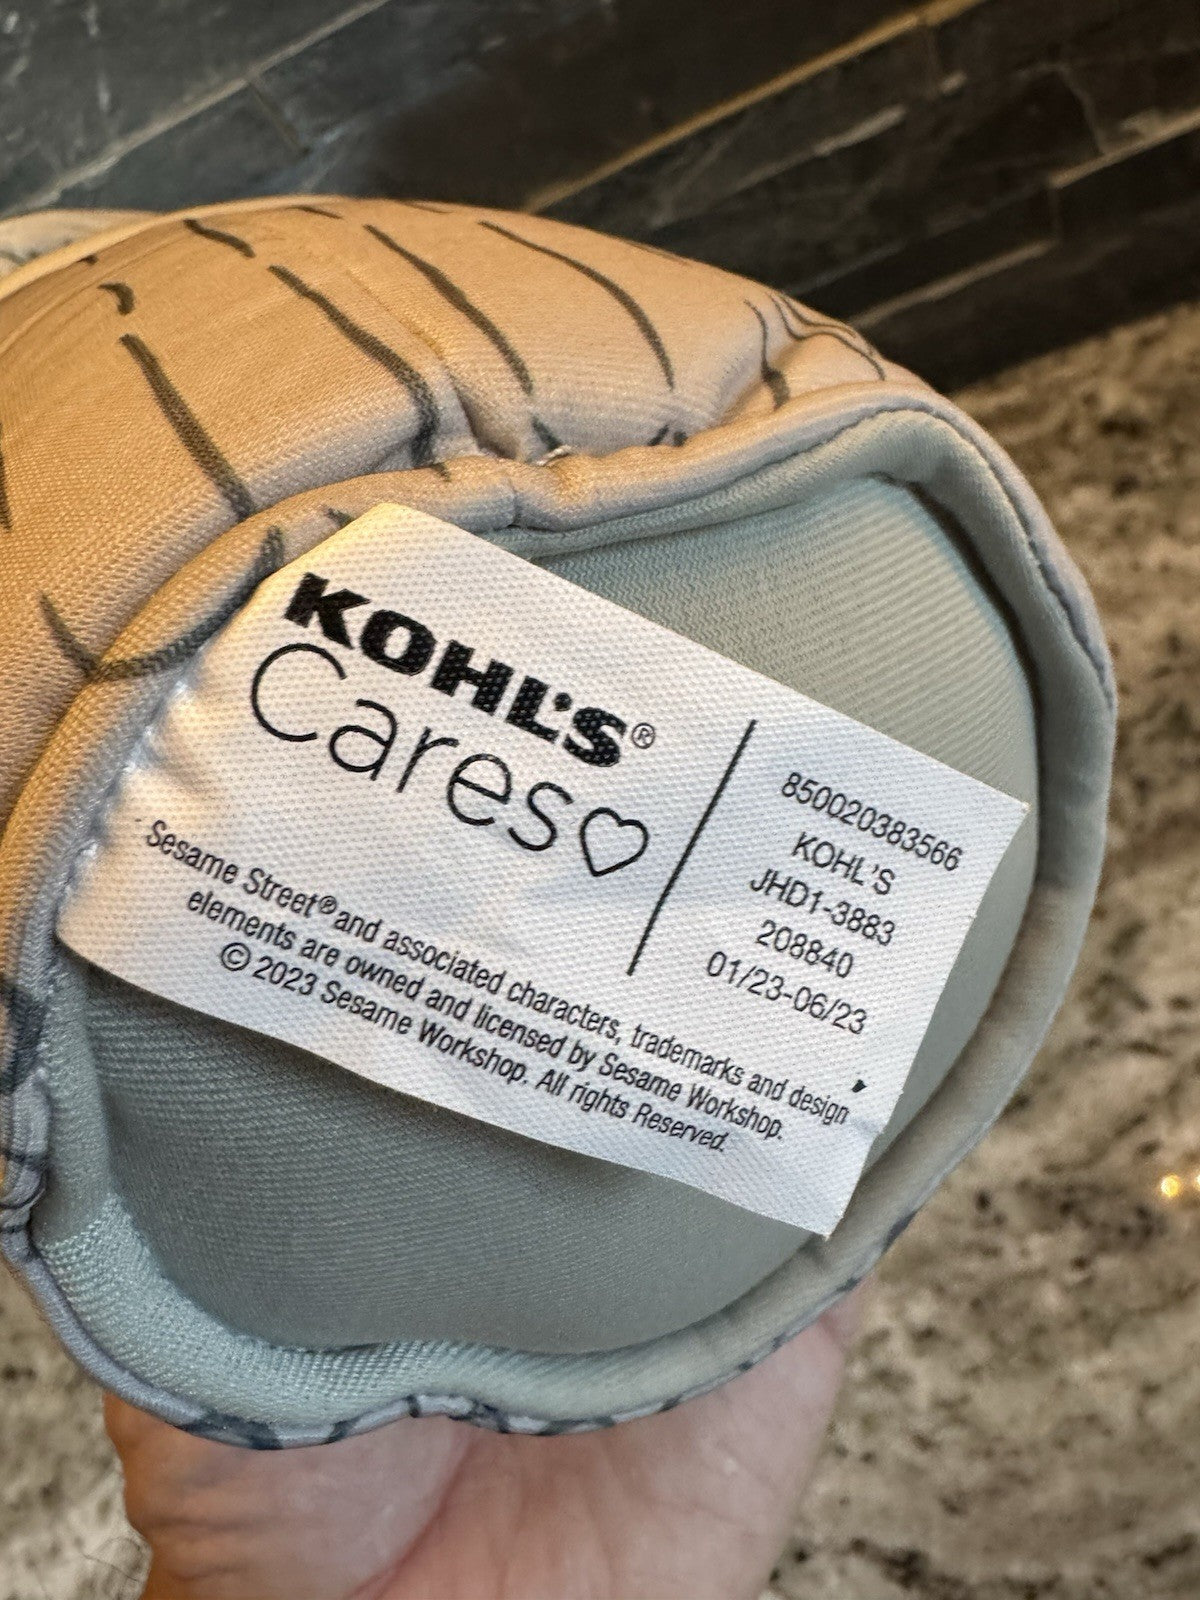 KOHL'S®
Cares♡
850020383566
KOHL'S
JHD1-3883
208840
01/23-06/23
Sesame Street® and associated characters, trademarks and design
elements are owned and licensed by Sesame Workshop.
© 2023 Sesame Workshop. All rights Reserved.